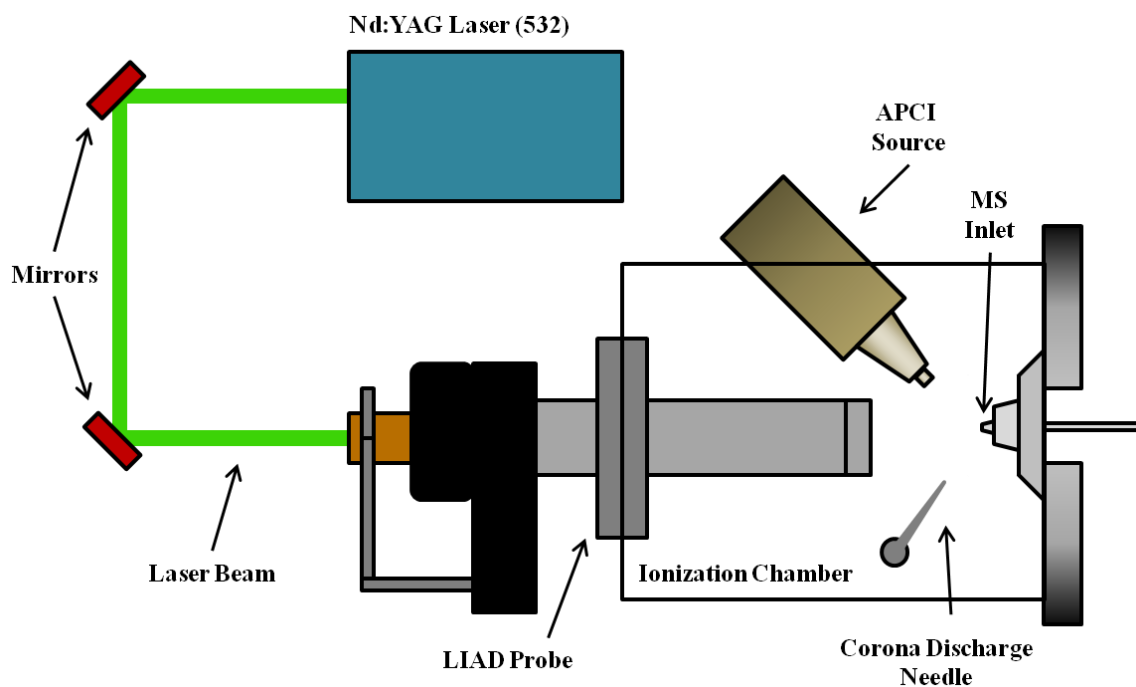 Nd:YAG Laser (532)
APCI
Source
MS
Inlet
Mirrors
Laser Beam
Ionization Chamber
LIAD Probe
Corona Discharge
Needle